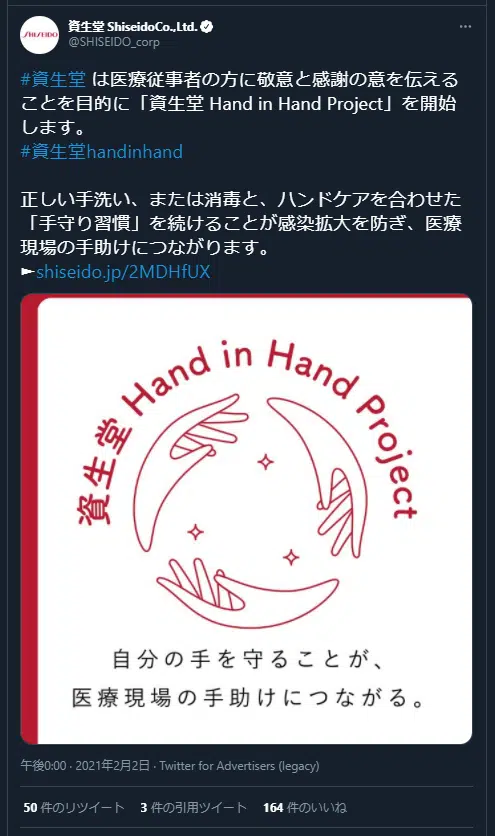 SHISEIDO
資生堂 ShiseidoCo.,Ltd.
@SHISEIDO_corp
#資生堂 は医療従事者の方に敬意と感謝の意を伝える
ことを目的に「資生堂 Hand in Hand Project」を開始
します。
#資生堂handinhand
正しい手洗い、または消毒と、ハンドケアを合わせた
「手守り習慣」を続けることが感染拡大を防ぎ、医療
現場の手助けにつながります。
►shiseido.jp/2MDHfUX
資生堂 Hand in Hand Project
自分の手を守ることが、
医療現場の手助けにつながる。
午後0:00 · 2021年2月2日 · Twitter for Advertisers (legacy)
50 件のリツイート 3 件の引用ツイート 164 件のいいね